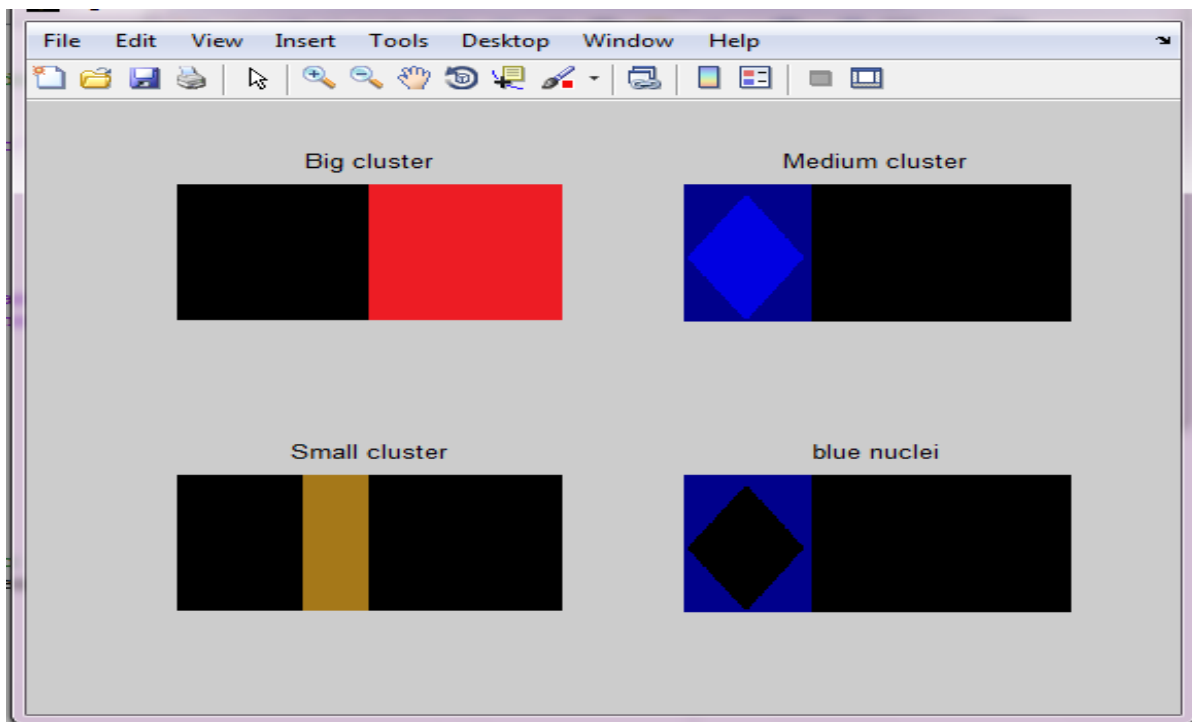 File Edit View Insert Tools Desktop Window Help
Big cluster
Medium cluster
Small cluster
blue nuclei